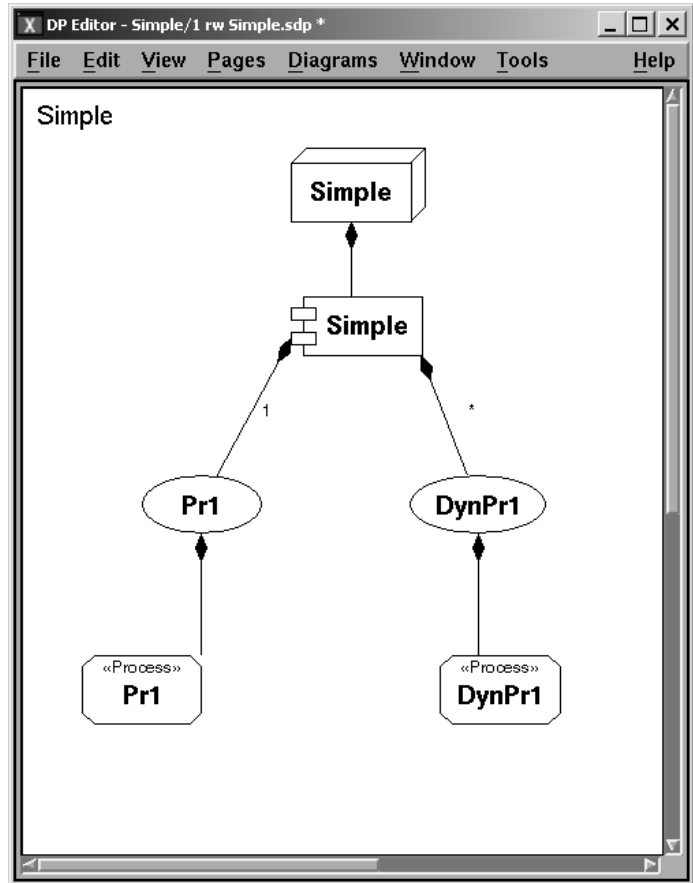 X DP Editor - Simple/1 rw Simple.sdp *
File Edit View Pages Diagrams Window Tools Help
Simple
Simple
Simple
1 *
Pr1 DynPr1
«Process» «Process»
Pr1 DynPr1